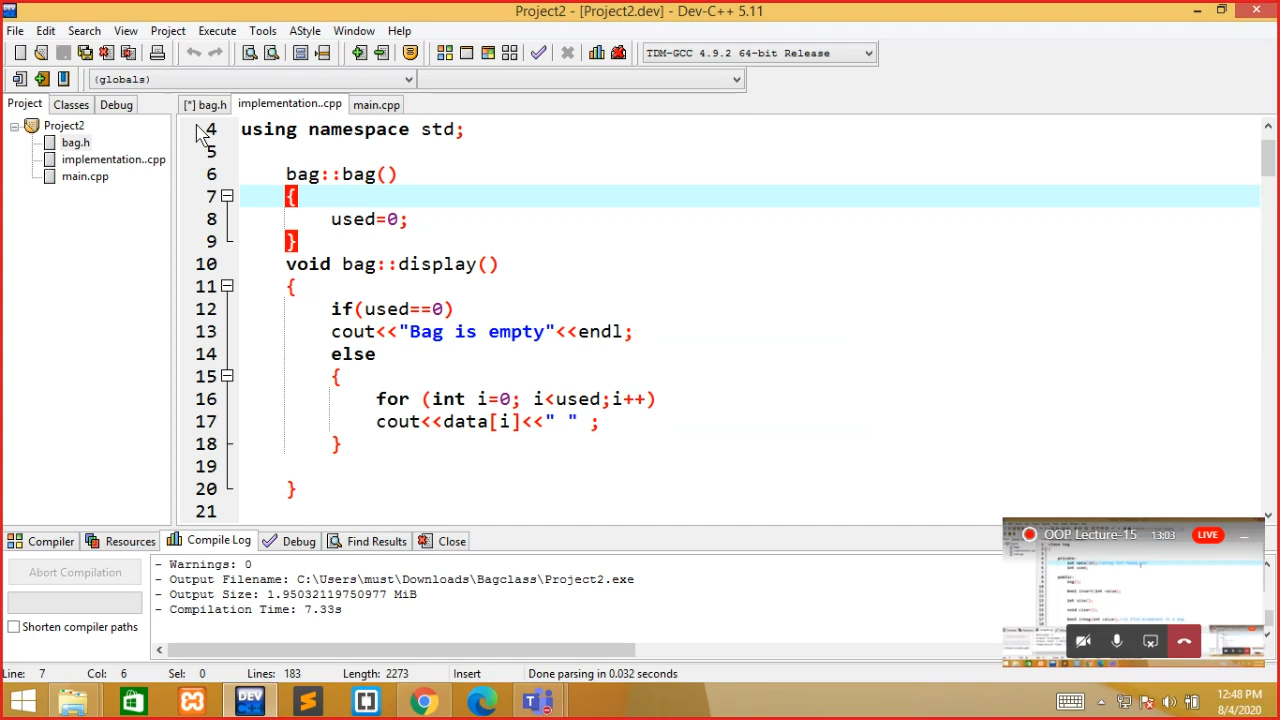 Project2 - [Project2.dev] - Dev-C++ 5.11
File Edit Search View Project Execute Tools AStyle Window Help
TDM-GCC 4.9.2 64-bit Release
(globals)
Project Classes Debug
[*] bag.h implementation..cpp main.cpp
Project2
bag.h
implementation..cpp
main.cpp
4 using namespace std;
5
6 bag::bag()
7 {
8 used=0;
9 }
10 void bag::display()
11 {
12 if(used==0)
13 cout<<"Bag is empty"<<endl;
14 else
15 {
16 for (int i=0; i<used;i++)
17 cout<<data[i]<<" " ;
18 }
19
20 }
21
Compiler Resources Compile Log Debug Find Results Close
Abort Compilation
Shorten compiler paths
- Warnings: 0
- Output Filename: C:\Users\must\Downloads\Bagclass\Project2.exe
- Output Size: 1.95032119750977 MiB
- Compilation Time: 7.33s
OOP Lecture-15 13:03 LIVE
Line: 7 Col: 6 Sel: 0 Lines: 183 Length: 2273 Insert Done parsing in 0.032 seconds
DEV
12:48 PM
8/4/2020